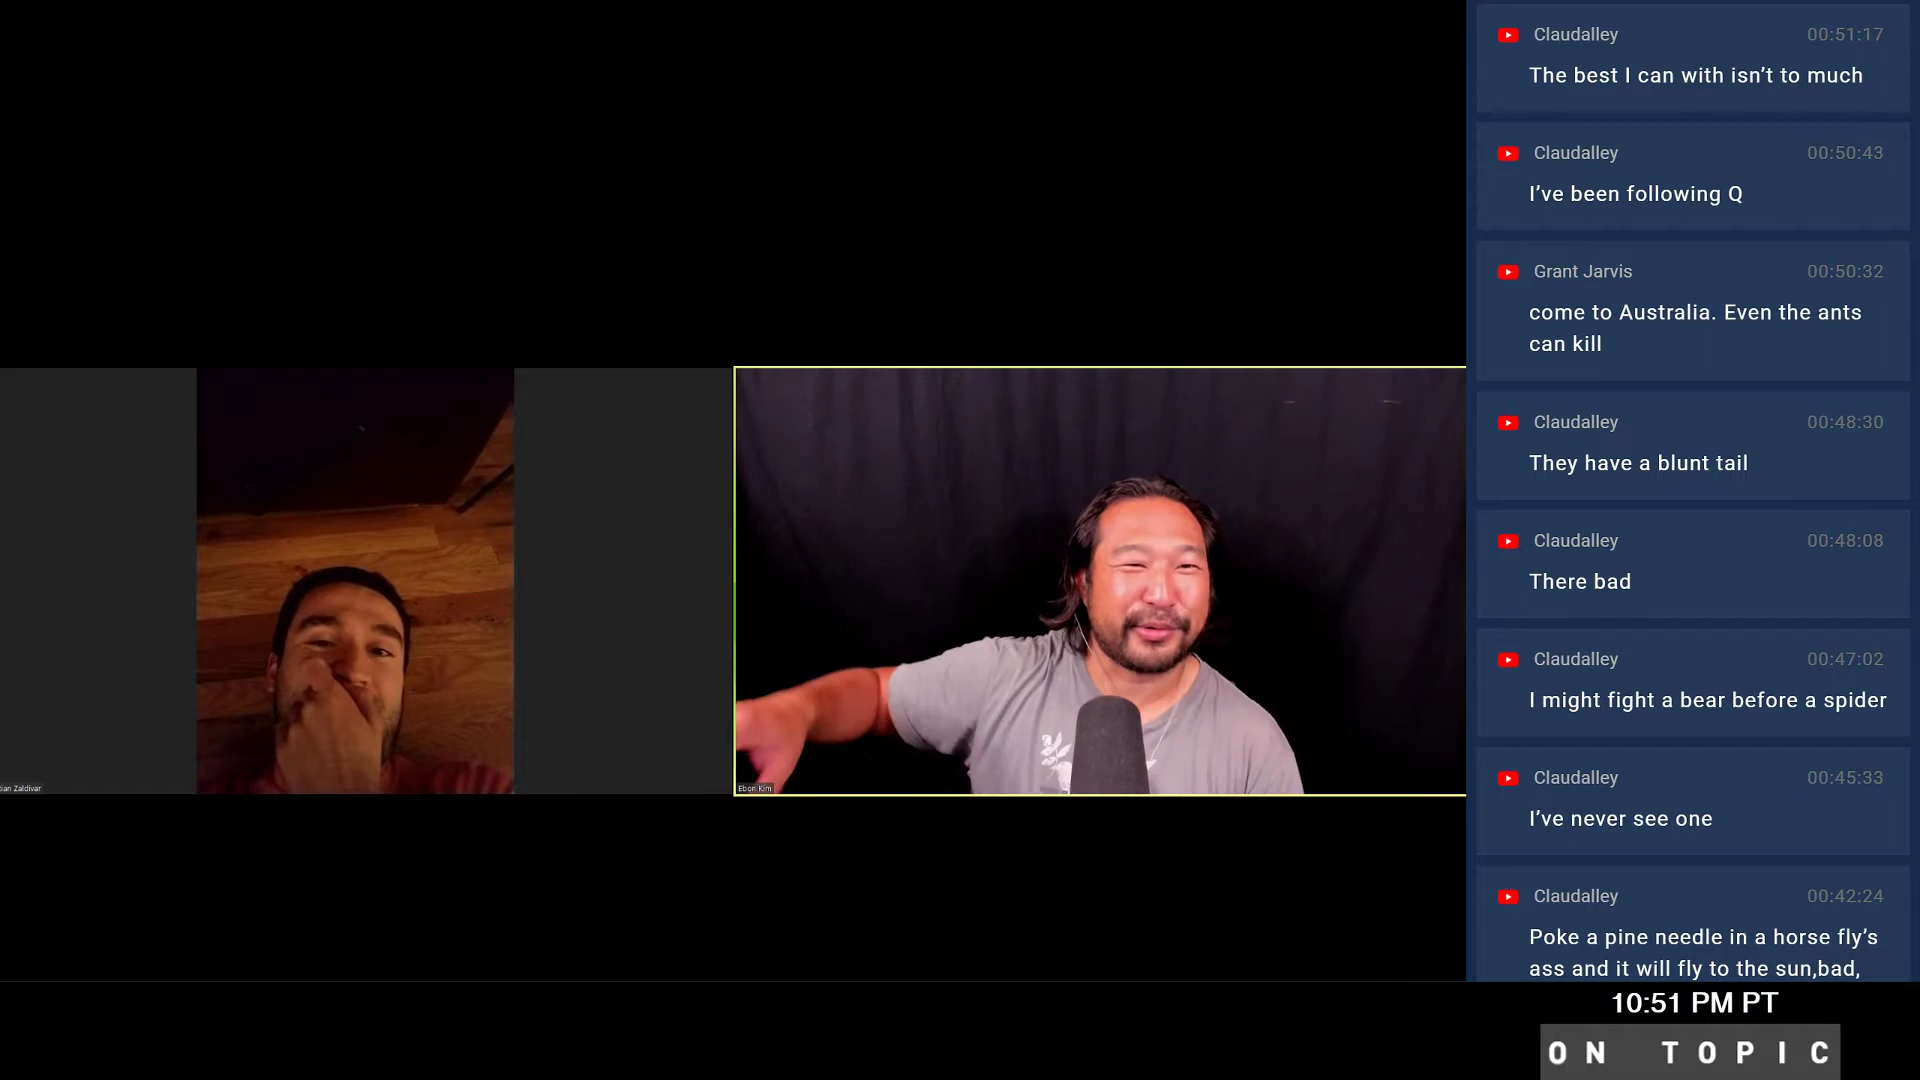 ian Zaldivar
Ebon Kim
Claudalley 00:51:17
The best I can with isn’t to much
Claudalley 00:50:43
I’ve been following Q
Grant Jarvis 00:50:32
come to Australia. Even the ants
can kill
Claudalley 00:48:30
They have a blunt tail
Claudalley 00:48:08
There bad
Claudalley 00:47:02
I might fight a bear before a spider
Claudalley 00:45:33
I’ve never see one
Claudalley 00:42:24
Poke a pine needle in a horse fly’s
ass and it will fly to the sun,bad,
10:51 PM PT
ON TOPIC